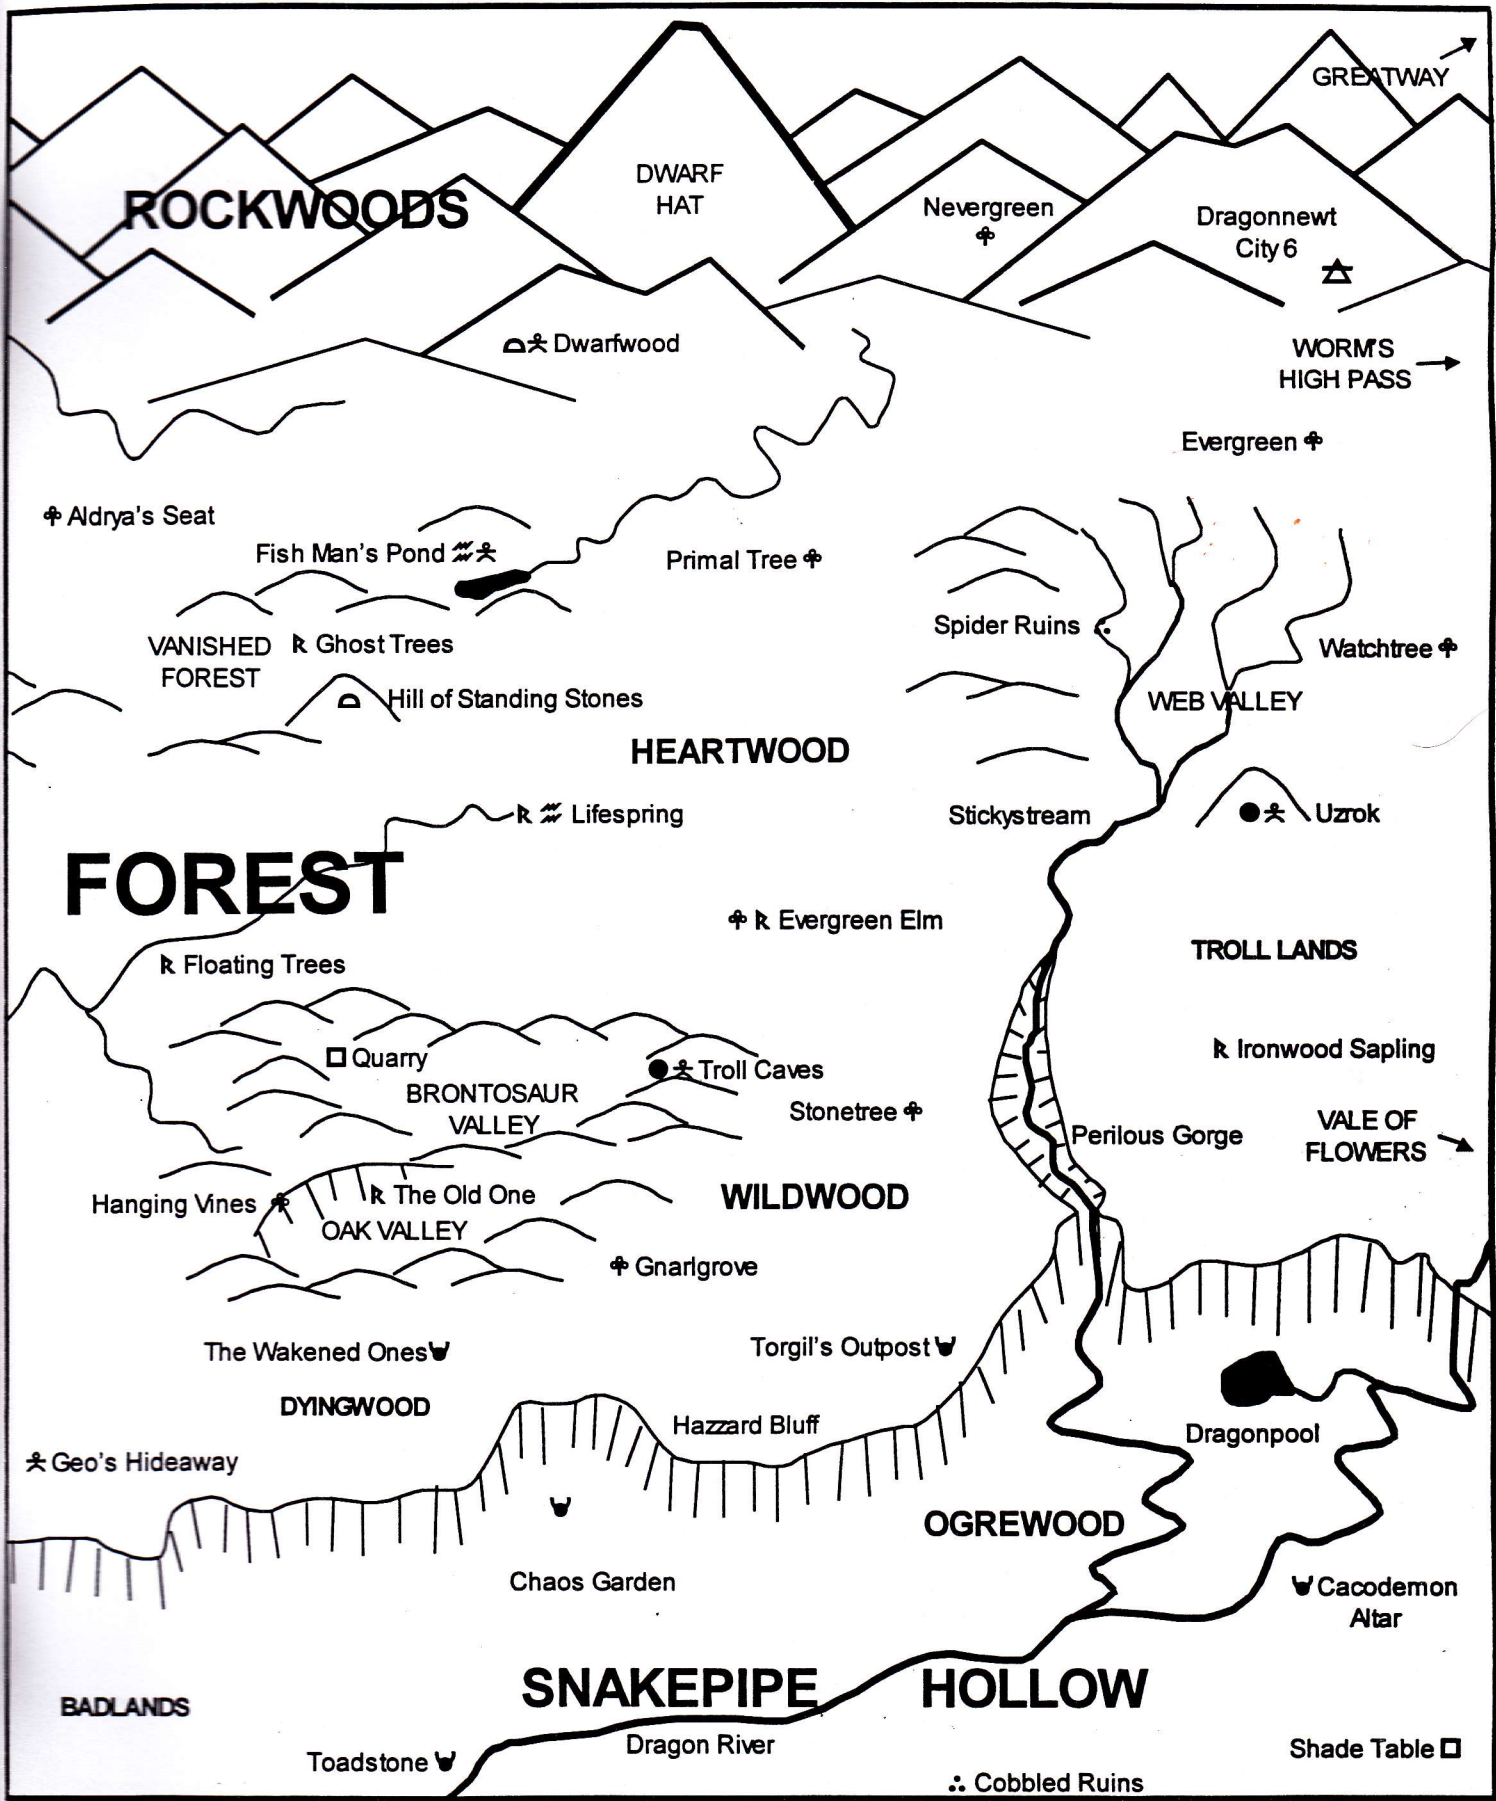 GREATWAY
DWARF
HAT
ROCKWOODS
Nevergreen
Dragonnewt
City 6
Dwarfwood
WORM'S
HIGH PASS
Evergreen
Aldrya's Seat
Fish Man's Pond
Primal Tree
Spider Ruins
VANISHED
FOREST
Ghost Trees
Watchtree
Hill of Standing Stones
WEB VALLEY
HEARTWOOD
Lifespring
Stickystream
Uzrok
FOREST
Evergreen Elm
TROLL LANDS
Floating Trees
Quarry
Ironwood Sapling
Troll Caves
BRONTOSAUR
VALLEY
Stonetree
Perilous Gorge
VALE OF
FLOWERS
Hanging Vines
The Old One
WILDWOOD
OAK VALLEY
Gnarlgrove
The Wakened Ones
Torgil's Outpost
DYINGWOOD
Hazzard Bluff
Dragonpool
Geo's Hideaway
OGREWOOD
Chaos Garden
Cacodemon
Altar
SNAKEPIPE HOLLOW
BADLANDS
Dragon River
Toadstone
Shade Table
Cobbled Ruins